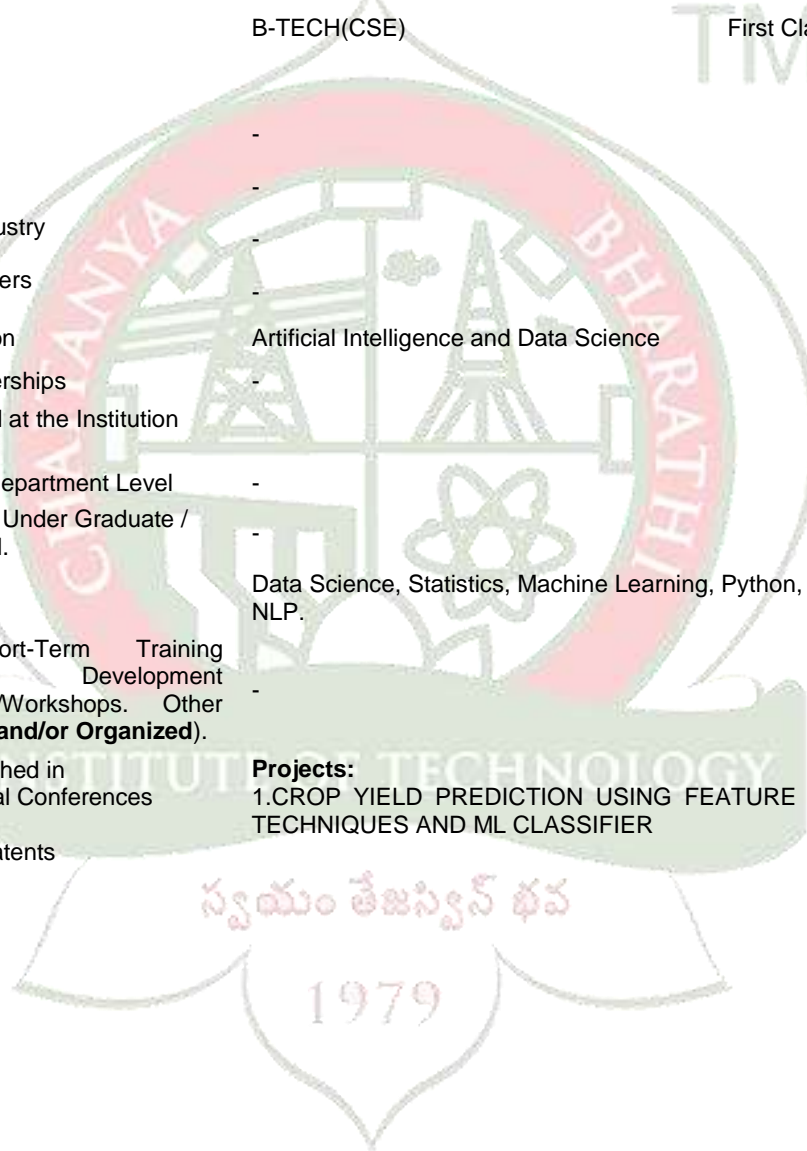 TM
B-TECH(CSE) First Cla
-
-
ustry -
ers -
on Artificial Intelligence and Data Science
erships -
d at the Institution
epartment Level -
Under Graduate / -
.
Data Science, Statistics, Machine Learning, Python,
NLP.
ort-Term Training
Development
Workshops. Other -
and/or Organized).
hed in Projects:
al Conferences 1.CROP YIELD PREDICTION USING FEATURE
TECHNIQUES AND ML CLASSIFIER
atents
CHAITANYA BHARATHI
INSTITUTE OF TECHNOLOGY
స్వయం తేజస్విన్ భవ
1979